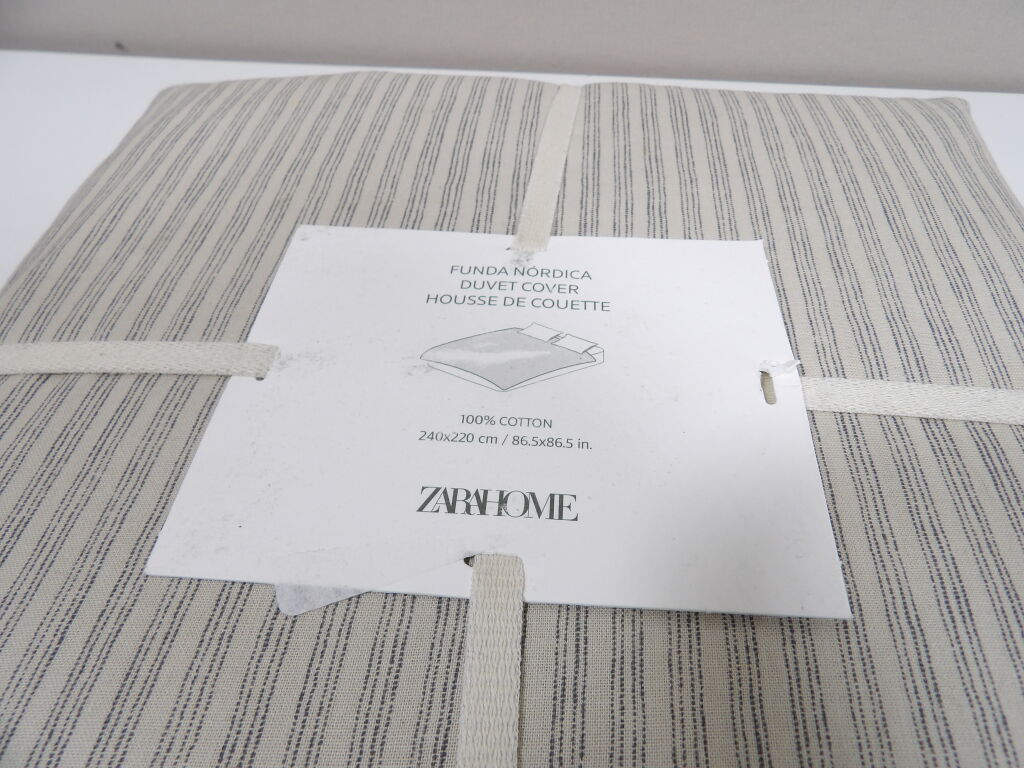 FUNDA NÓRDICA
DUVET COVER
HOUSSE DE COUETTE
100% COTTON
240x220 cm / 86.5x86.5 in.
ZARAHOME